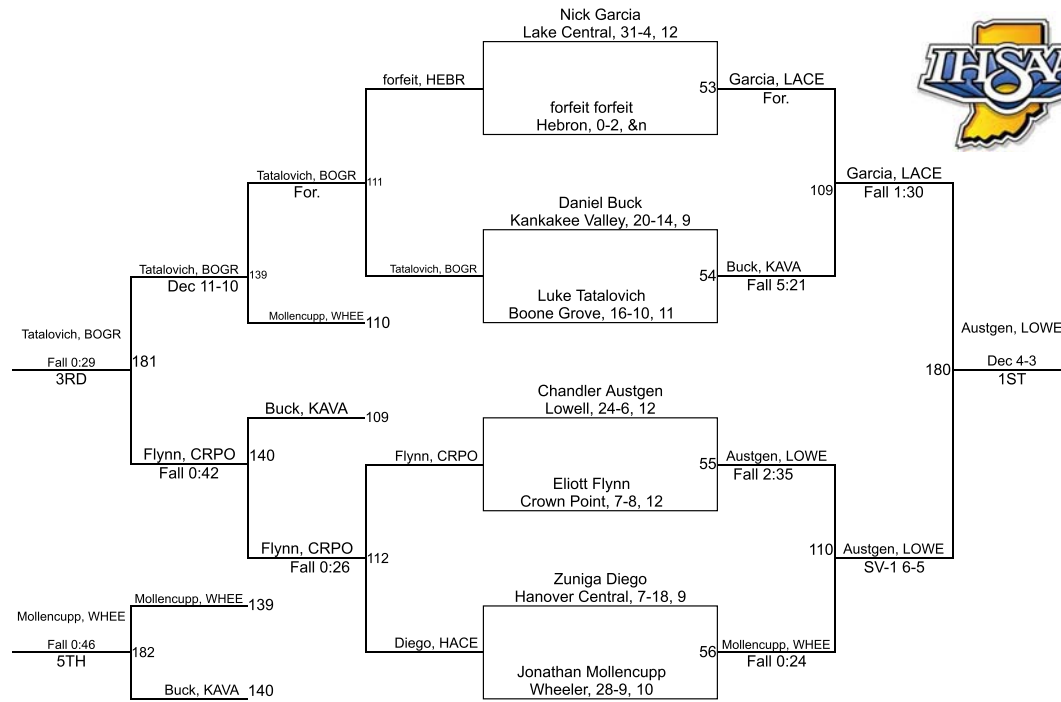 Nick Garcia
Lake Central, 31-4, 12
forfeit, HEBR
53
Garcia, LACE
For.
forfeit forfeit
Hebron, 0-2, &n
IHSAA
Tatalovich, BOGR
111
For.
Garcia, LACE
109
Fall 1:30
Daniel Buck
Kankakee Valley, 20-14, 9
Tatalovich, BOGR
139
Dec 11-10
Tatalovich, BOGR
54
Buck, KAVA
Fall 5:21
Luke Tatalovich
Boone Grove, 16-10, 11
Mollencupp, WHEE
110
Tatalovich, BOGR
Fall 0:29
181
3RD
Austgen, LOWE
Dec 4-3
180
1ST
Chandler Austgen
Lowell, 24-6, 12
Buck, KAVA
109
Flynn, CRPO
140
Fall 0:42
Flynn, CRPO
55
Austgen, LOWE
Fall 2:35
Eliott Flynn
Crown Point, 7-8, 12
Flynn, CRPO
112
Fall 0:26
110
Austgen, LOWE
SV-1 6-5
Zuniga Diego
Hanover Central, 7-18, 9
Mollencupp, WHEE
139
Mollencupp, WHEE
Fall 0:46
182
5TH
Diego, HACE
56
Mollencupp, WHEE
Fall 0:24
Jonathan Mollencupp
Wheeler, 28-9, 10
Buck, KAVA
140